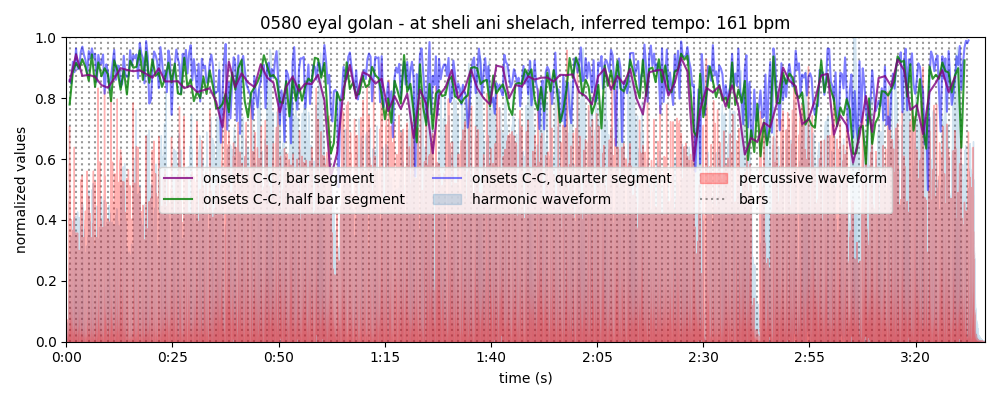 0580 eyal golan - at sheli ani shelach, inferred tempo: 161 bpm
normalized values
1.0
0.8
0.6
0.4
0.2
0.0
onsets C-C, bar segment
onsets C-C, half bar segment
onsets C-C, quarter segment
harmonic waveform
percussive waveform
bars
0:00 0:25 0:50 1:15 1:40 2:05 2:30 2:55 3:20
time (s)